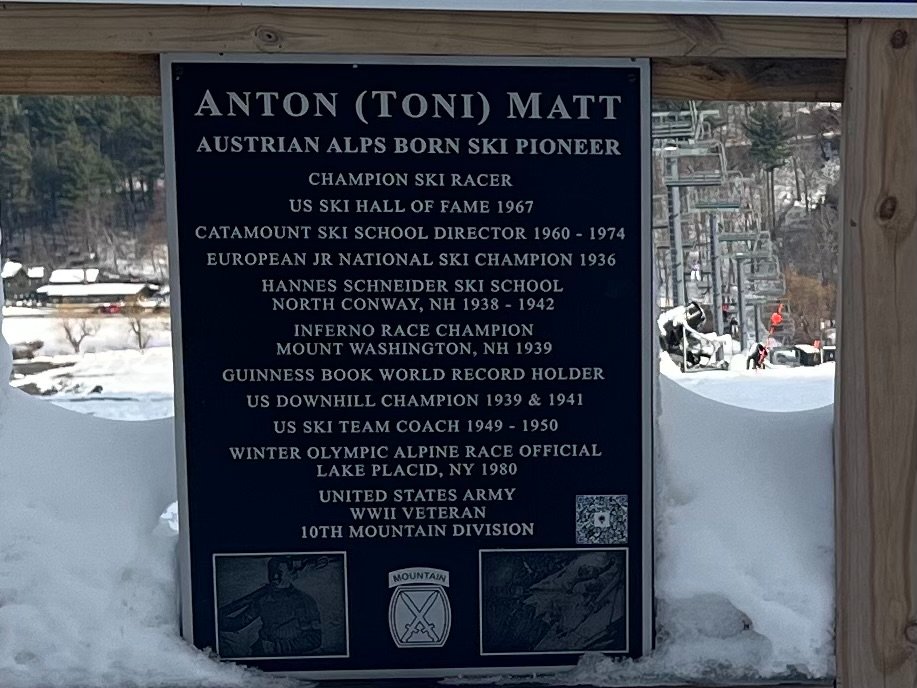 ANTON (TONI) MATT
AUSTRIAN ALPS BORN SKI PIONEER
CHAMPION SKI RACER
US SKI HALL OF FAME 1967
CATAMOUNT SKI SCHOOL DIRECTOR 1960 - 1974
EUROPEAN JR NATIONAL SKI CHAMPION 1936
HANNES SCHNEIDER SKI SCHOOL
NORTH CONWAY, NH 1938 - 1942
INFERNO RACE CHAMPION
MOUNT WASHINGTON, NH 1939
GUINNESS BOOK WORLD RECORD HOLDER
US DOWNHILL CHAMPION 1939 & 1941
US SKI TEAM COACH 1949 - 1950
WINTER OLYMPIC ALPINE RACE OFFICIAL
LAKE PLACID, NY 1980
UNITED STATES ARMY
WWII VETERAN
10TH MOUNTAIN DIVISION
MOUNTAIN